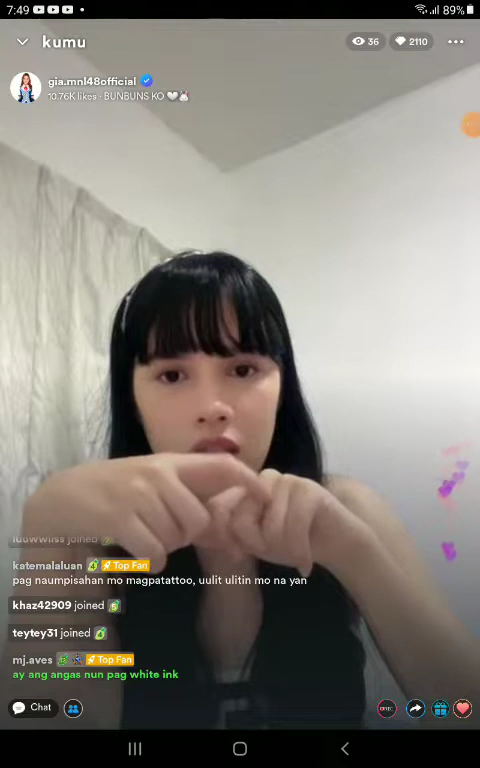 7:49
89%
kumu
36
2110
gia.mnl48official
10.76K likes · BUNBUNS KO 🤍🐰
luuwwiiss joined
katemalaluan Top Fan
pag naumpisahan mo magpatattoo, uulit ulitin mo na yan
khaz42909 joined
teytey31 joined
mj.aves Top Fan
ay ang angas nun pag white ink
Chat